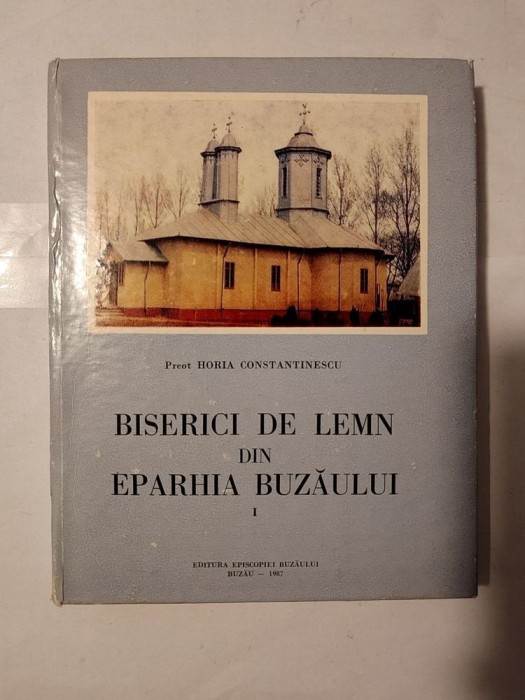 Preot HORIA CONSTANTINESCU
BISERICI DE LEMN
DIN
EPARHIA BUZĂULUI
I
EDITURA EPISCOPIEI BUZĂULUI
BUZĂU — 1987